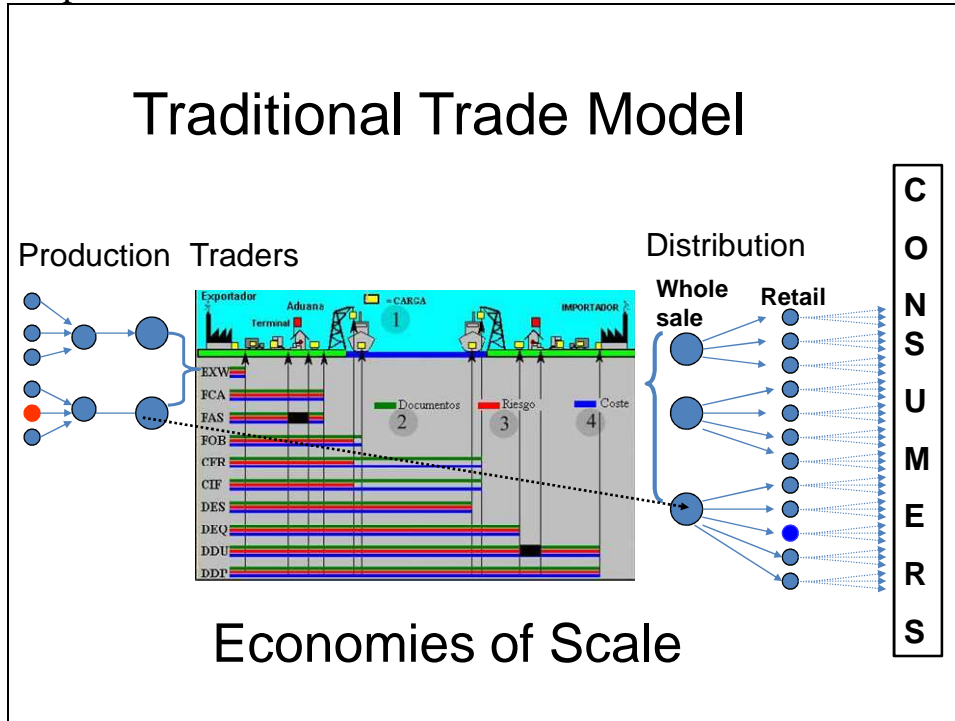 Traditional Trade Model
Production
Traders
Distribution
Whole
sale
Retail
C
O
N
S
U
M
E
R
S
Exportador
Aduana
Terminal
=CARGA
1
IMPORTADOR
EXW
FCA
FAS
FOB
CFR
CIF
DES
DEQ
DDU
DDP
Documentos
2
Riesgo
3
Coste
4
Economies of Scale